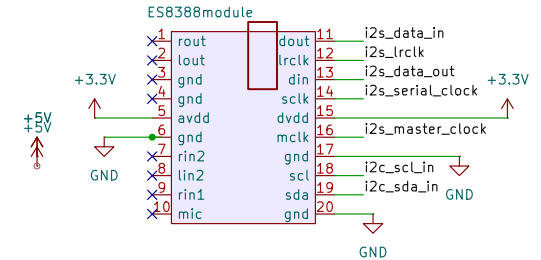 ES8388module
1 rout dout 11 i2s_data_in
2 lout lrclk 12 i2s_lrclk
3 gnd din 13 i2s_data_out
4 gnd sclk 14 i2s_serial_clock
+3.3V 5 avdd dvdd 15 +3.3V
+5V
+5V
6 gnd mclk 16 i2s_master_clock
GND 7 rin2 gnd 17 GND
8 lin2 scl 18 i2c_scl_in
9 rin1 sda 19 i2c_sda_in
10 mic gnd 20
GND